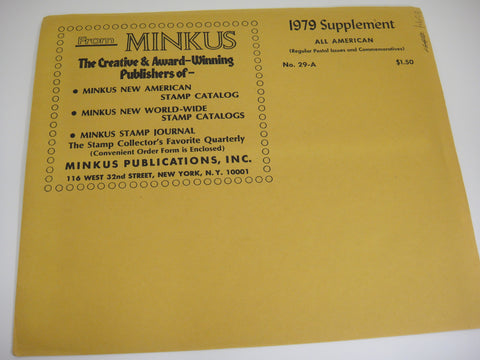 From MINKUS
The Creative & Award-Winning
Publishers of-
• MINKUS NEW AMERICAN
STAMP CATALOG
• MINKUS NEW WORLD-WIDE
STAMP CATALOGS
• MINKUS STAMP JOURNAL
The Stamp Collector's Favorite Quarterly
(Convenient Order Form is Enclosed)
MINKUS PUBLICATIONS, INC.
116 WEST 32nd STREET, NEW YORK, N.Y. 10001
1979 Supplement
ALL AMERICAN
(Regular Postal Issues and Commemoratives)
No. 29-A $1.50